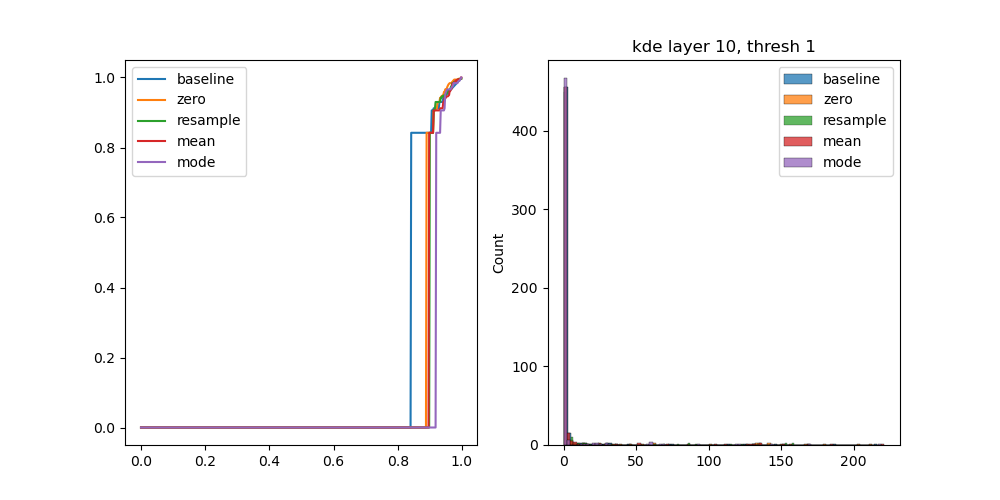 baseline
zero
resample
mean
mode
1.0
0.8
0.6
0.4
0.2
0.0
0.0 0.2 0.4 0.6 0.8 1.0
kde layer 10, thresh 1
baseline
zero
resample
mean
mode
Count
400
300
200
100
0
0 50 100 150 200